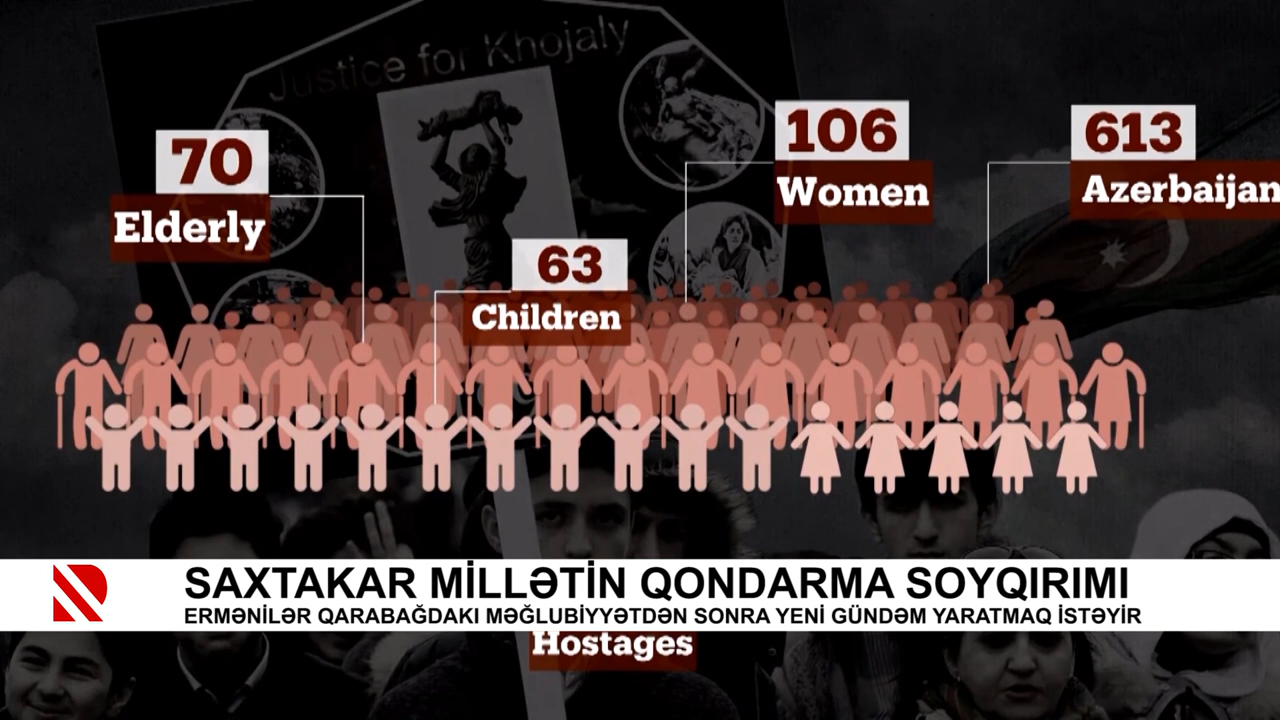 Justice for Khojaly
70
Elderly
63
Children
106
Women
613
Azerbaijan
SAXTAKAR MİLLƏTİN QONDARMA SOYQIRIMI
ERMƏNİLƏR QARABAĞDAKI MƏĞLUBİYYƏTDƏN SONRA YENİ GÜNDƏM YARATMAQ İSTƏYİR
Hostages